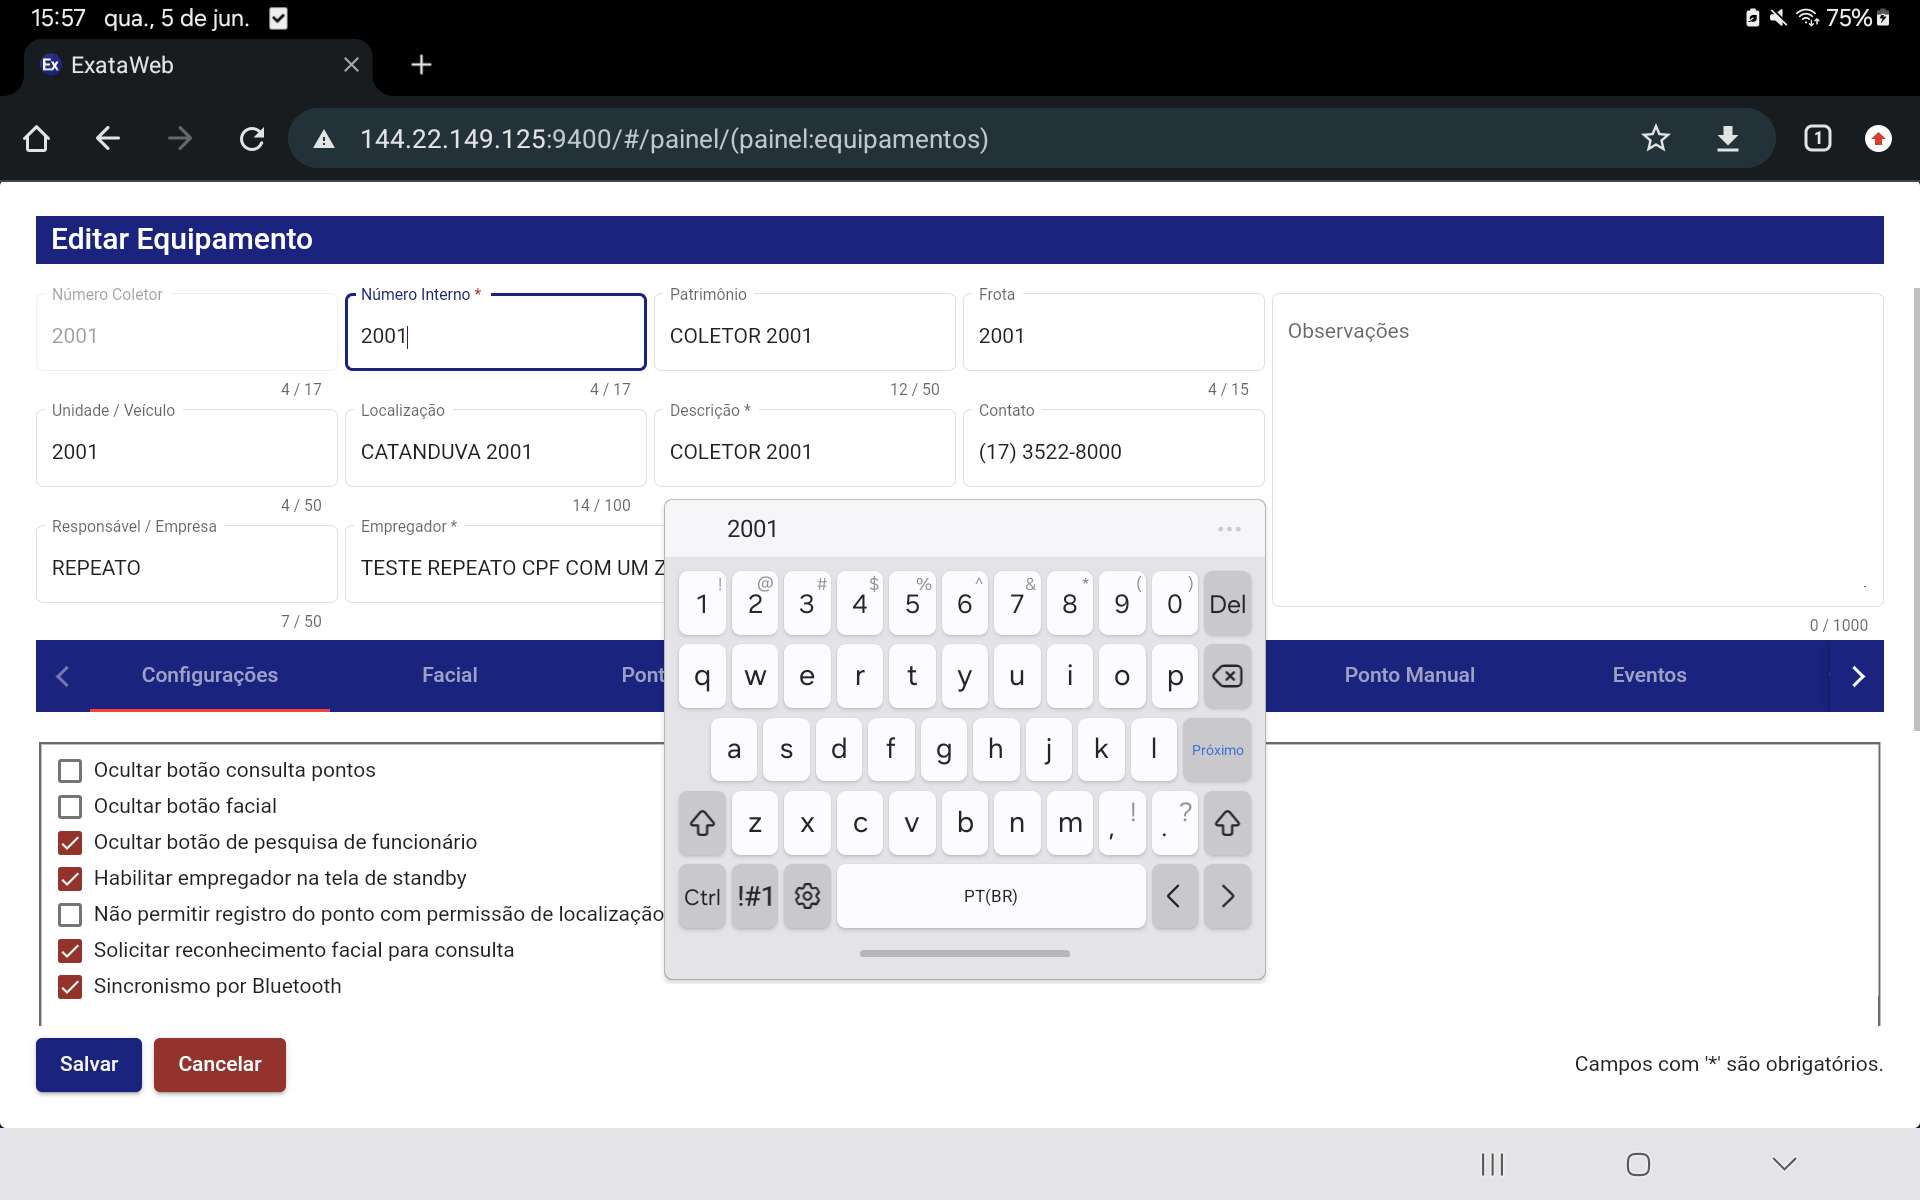 15:57 qua., 5 de jun.
75%
Ex ExataWeb
144.22.149.125:9400/#/painel/(painel:equipamentos)
1
Editar Equipamento
Número Coletor
2001
4 / 17
Número Interno *
2001
4 / 17
Patrimônio
COLETOR 2001
12 / 50
Frota
2001
4 / 15
Observações
0 / 1000
Unidade / Veículo
2001
4 / 50
Localização
CATANDUVA 2001
14 / 100
Descrição *
COLETOR 2001
Contato
(17) 3522-8000
Responsável / Empresa
REPEATO
7 / 50
Empregador *
TESTE REPEATO CPF COM UM Z
Configurações
Facial
Pont
Ponto Manual
Eventos
Ocultar botão consulta pontos
Ocultar botão facial
Ocultar botão de pesquisa de funcionário
Habilitar empregador na tela de standby
Não permitir registro do ponto com permissão de localização
Solicitar reconhecimento facial para consulta
Sincronismo por Bluetooth
2001
! @ # $ % ^ & * ( )
1 2 3 4 5 6 7 8 9 0 Del
q w e r t y u i o p
a s d f g h j k l Próximo
z x c v b n m , ! . ?
Ctrl !#1 PT(BR) < >
Salvar
Cancelar
Campos com '*' são obrigatórios.